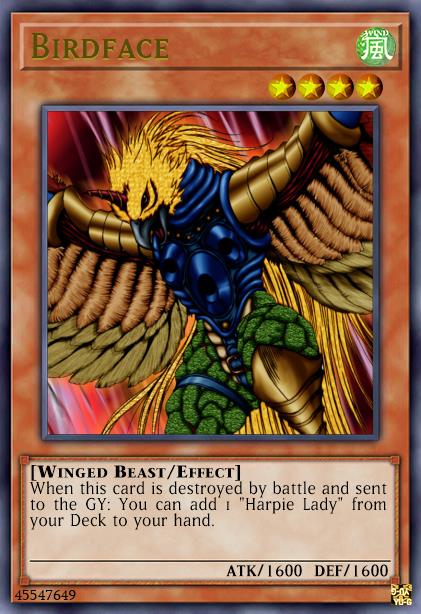 BIRDFACE
WIND
風
[WINGED BEAST/EFFECT]
When this card is destroyed by battle and sent
to the GY: You can add 1 "Harpie Lady" from
your Deck to your hand.
ATK/1600 DEF/1600
45547649